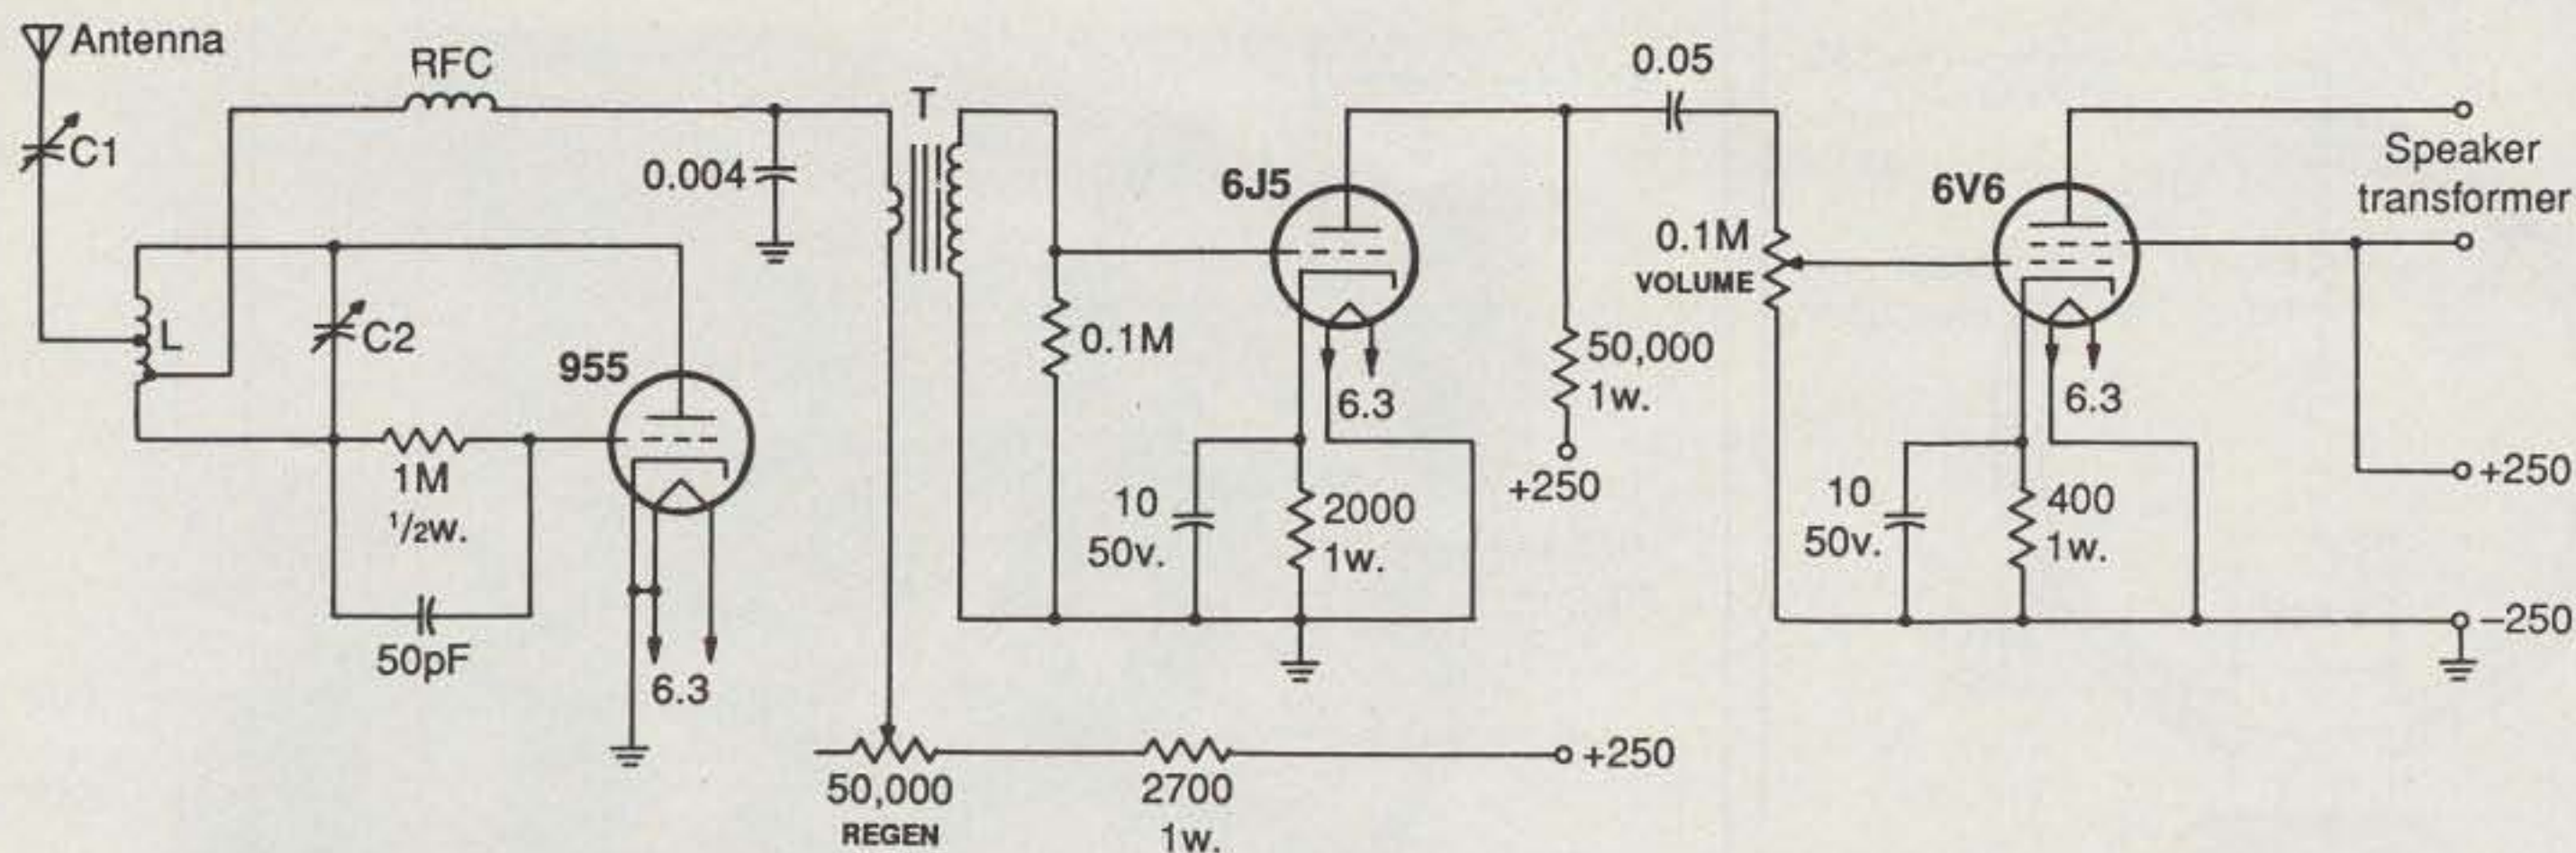 Antenna
RFC
C1
L
C2
955
1M
1/2w.
50pF
6.3
0.004
T
0.1M
6J5
6.3
10
50v.
2000
1w.
50,000
1w.
+250
0.05
0.1M
VOLUME
6V6
6.3
10
50v.
400
1w.
Speaker
transformer
+250
–250
50,000
REGEN
2700
1w.
+250